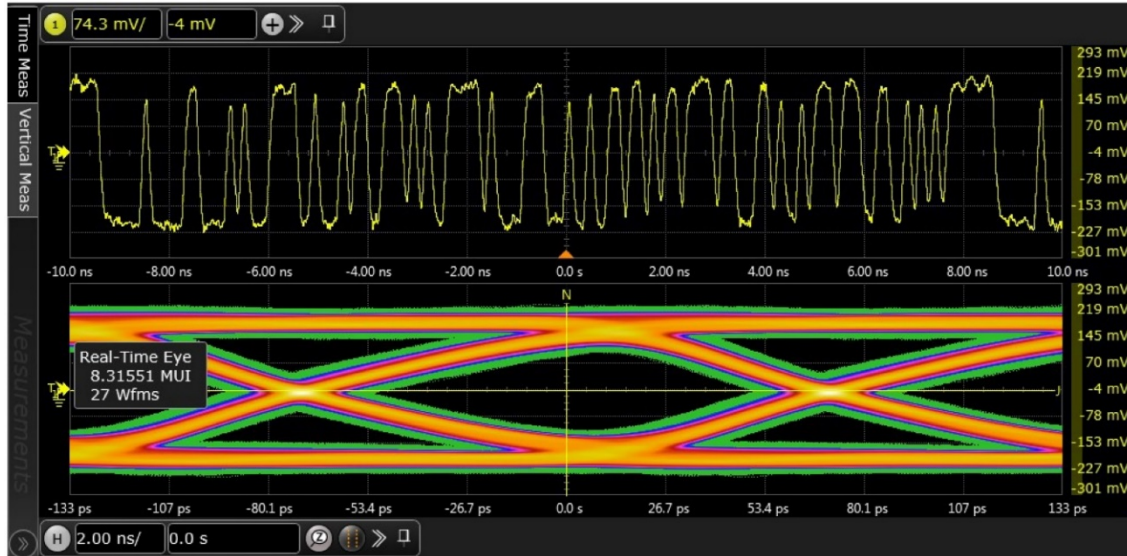 1 74.3 mV/ -4 mV
Time Meas
Vertical Meas
Measurements
293 mV
219 mV
145 mV
70 mV
-4 mV
-78 mV
-153 mV
-227 mV
-301 mV
-10.0 ns -8.00 ns -6.00 ns -4.00 ns -2.00 ns 0.0 s 2.00 ns 4.00 ns 6.00 ns 8.00 ns 10.0 ns
N
Real-Time Eye
8.31551 MUI
27 Wfms
J
293 mV
219 mV
145 mV
70 mV
-4 mV
-78 mV
-153 mV
-227 mV
-301 mV
-133 ps -107 ps -80.1 ps -53.4 ps -26.7 ps 0.0 s 26.7 ps 53.4 ps 80.1 ps 107 ps 133 ps
H 2.00 ns/ 0.0 s Z